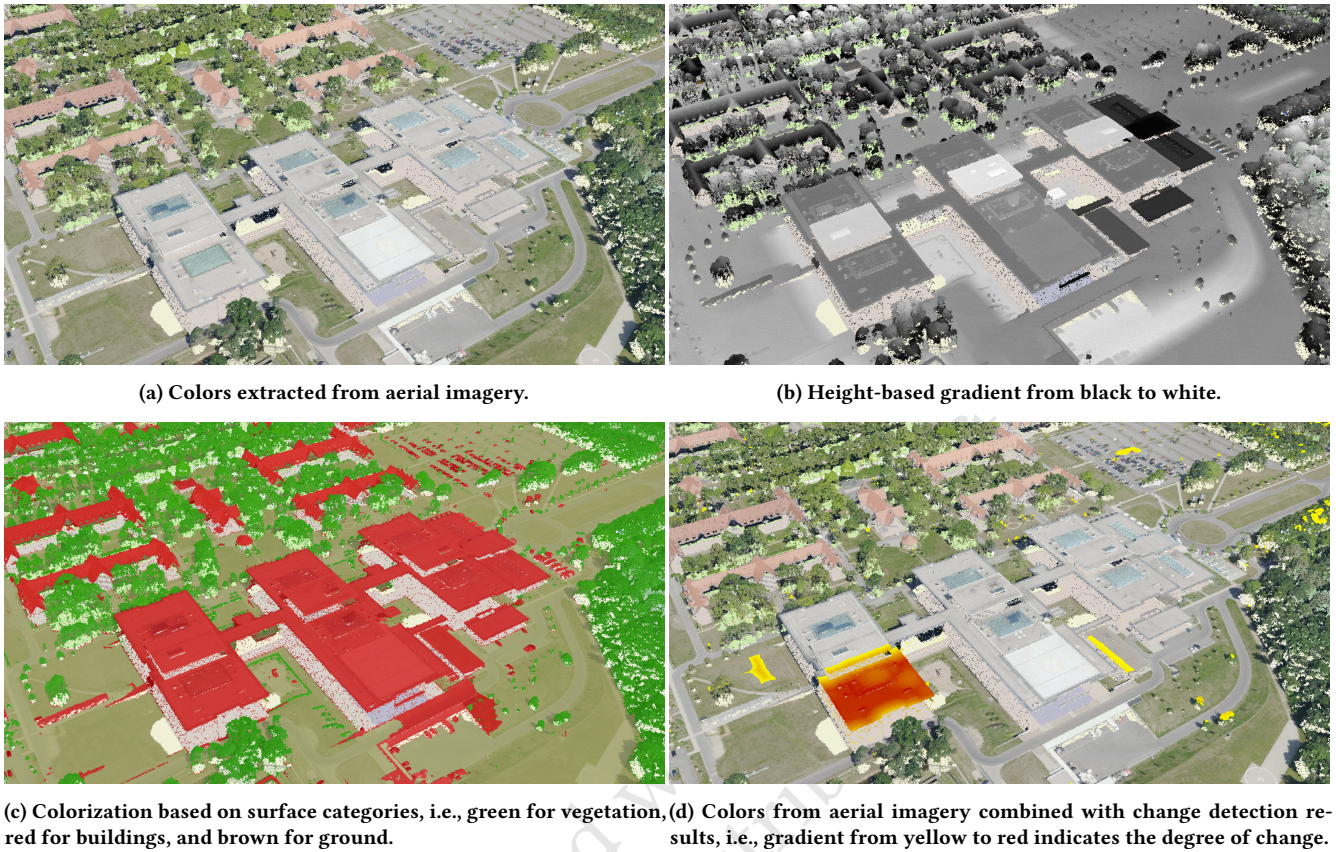 (a) Colors extracted from aerial imagery.
(b) Height-based gradient from black to white.
(c) Colorization based on surface categories, i.e., green for vegetation,
red for buildings, and brown for ground.
(d) Colors from aerial imagery combined with change detection re-
sults, i.e., gradient from yellow to red indicates the degree of change.